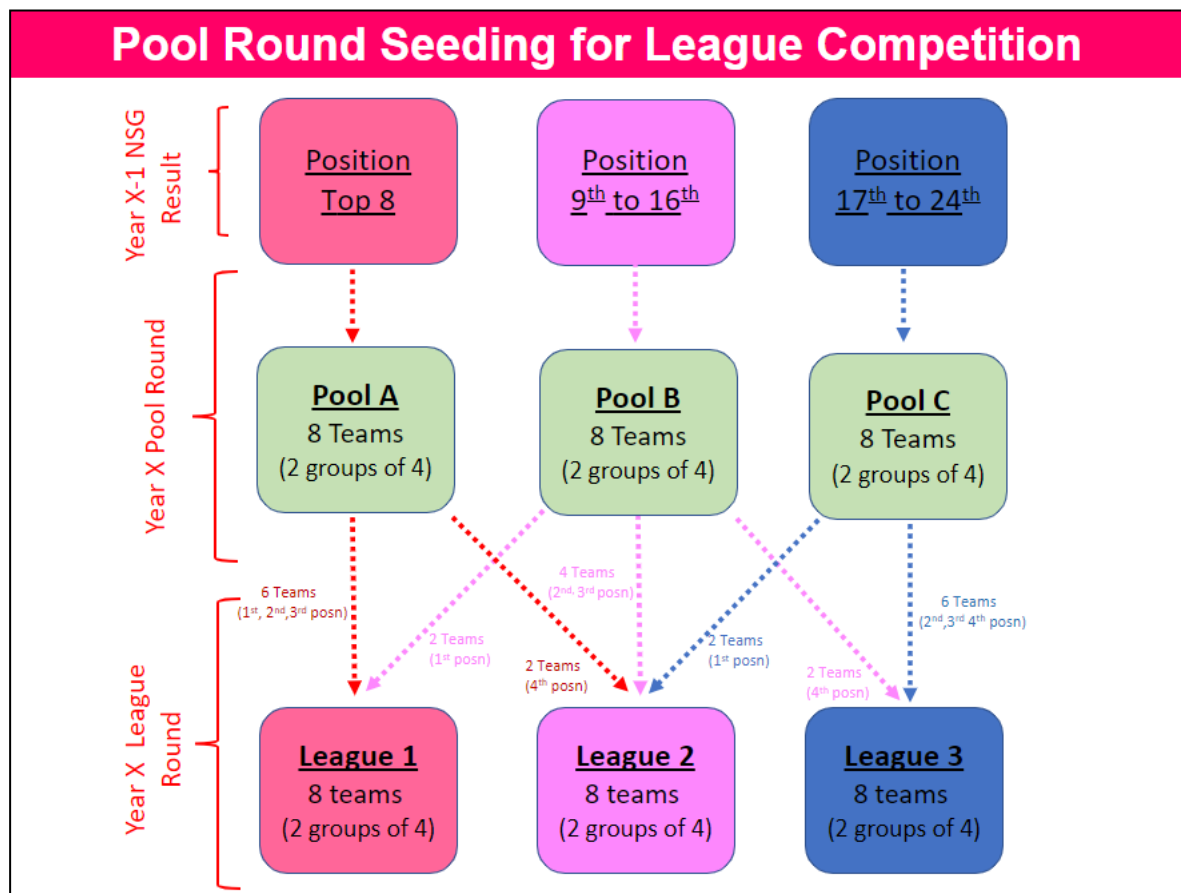 Pool Round Seeding for League Competition
Year X-1 NSG
Result
Position
Top 8
Position
9th to 16th
Position
17th to 24th
Year X Pool Round
Pool A
8 Teams
(2 groups of 4)
Pool B
8 Teams
(2 groups of 4)
Pool C
8 Teams
(2 groups of 4)
6 Teams
(1st, 2nd,3rd posn)
4 Teams
(2nd, 3rd posn)
6 Teams
(2nd,3rd 4th posn)
2 Teams
(1st posn)
2 Teams
(4th posn)
2 Teams
(1st posn)
2 Teams
(4th posn)
Year X League
Round
League 1
8 teams
(2 groups of 4)
League 2
8 teams
(2 groups of 4)
League 3
8 teams
(2 groups of 4)